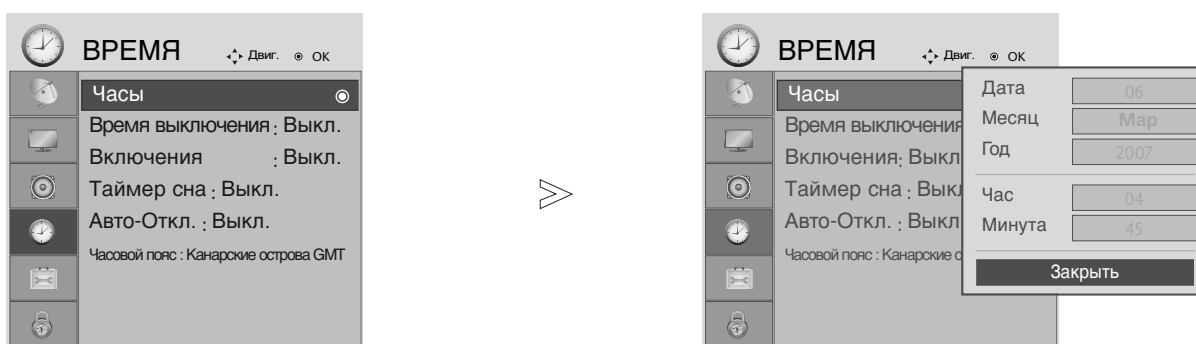 ВРЕМЯ Двиг. ОК
Часы
Время выключения : Выкл.
Включения : Выкл.
Таймер сна : Выкл.
Авто-Откл. : Выкл.
Часовой пояс : Канарские острова GMT
ВРЕМЯ Двиг. ОК
Часы
Время выключения
Включения: Выкл
Таймер сна : Выкл
Авто-Откл. : Выкл
Часовой пояс : Канарские о
Дата 06
Месяц Мар
Год 2007
Час 04
Минута 45
Закрыть